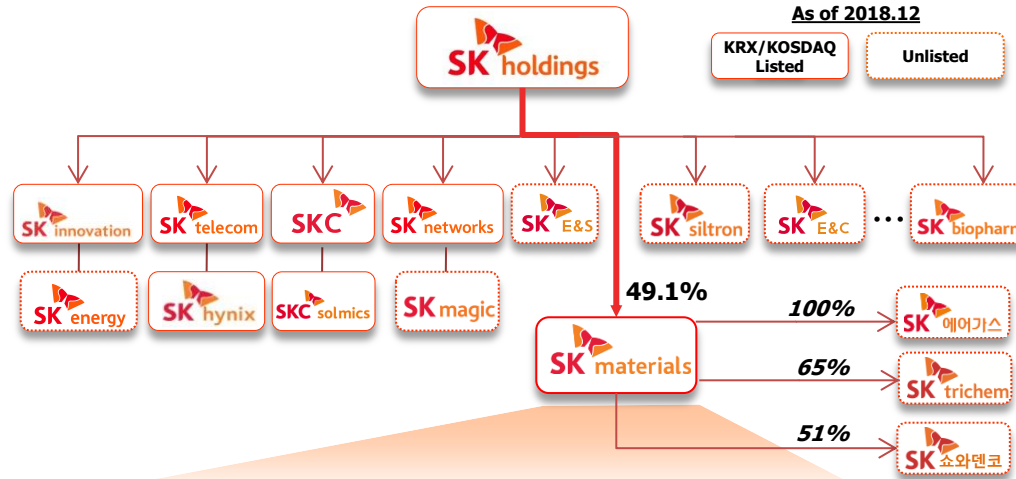 As of 2018.12
SK holdings
KRX/KOSDAQ
Listed
Unlisted
SK innovation
SK telecom
SKC
SK networks
SK E&S
SK siltron
SK E&C
...
SK biopharm
SK energy
SK hynix
SKC solmics
SK magic
49.1%
SK materials
100%
SK 에어가스
65%
SK trichem
51%
SK 쇼와덴코